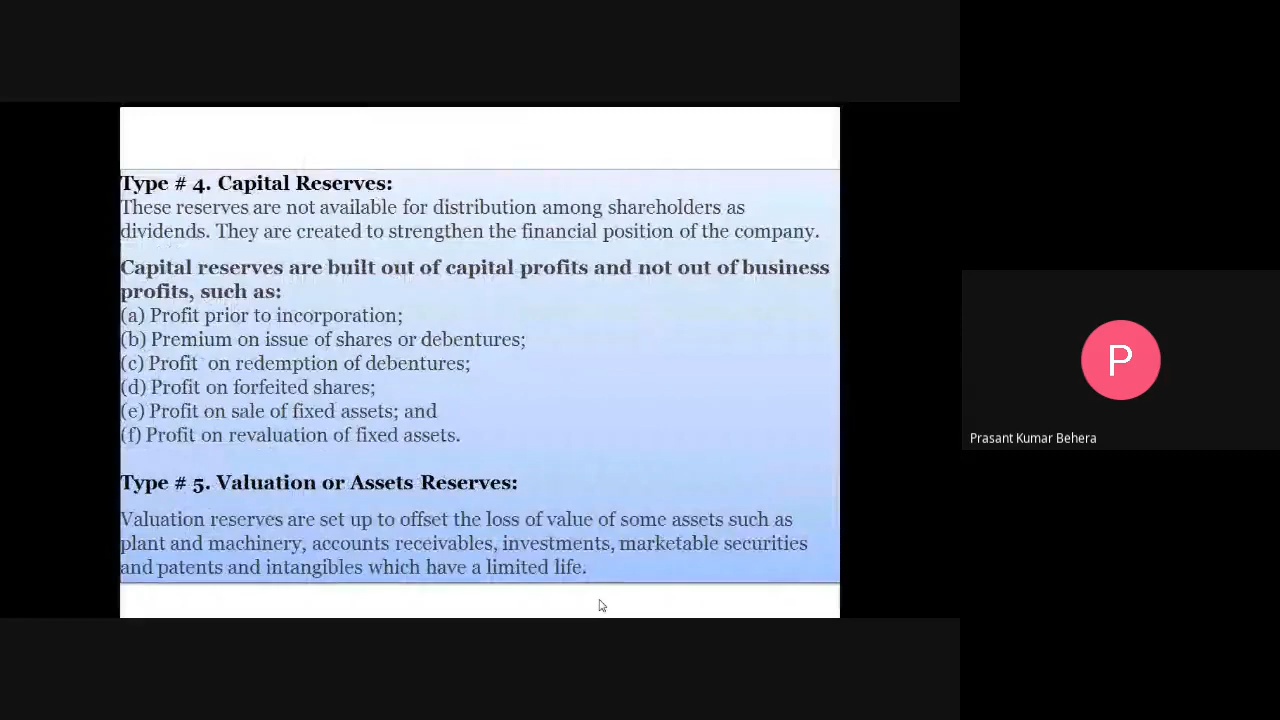 Type # 4. Capital Reserves:
These reserves are not available for distribution among shareholders as
dividends. They are created to strengthen the financial position of the company.
Capital reserves are built out of capital profits and not out of business
profits, such as:
(a) Profit prior to incorporation;
(b) Premium on issue of shares or debentures;
(c) Profit on redemption of debentures;
(d) Profit on forfeited shares;
(e) Profit on sale of fixed assets; and
(f) Profit on revaluation of fixed assets.
Type # 5. Valuation or Assets Reserves:
Valuation reserves are set up to offset the loss of value of some assets such as
plant and machinery, accounts receivables, investments, marketable securities
and patents and intangibles which have a limited life.
P
Prasant Kumar Behera